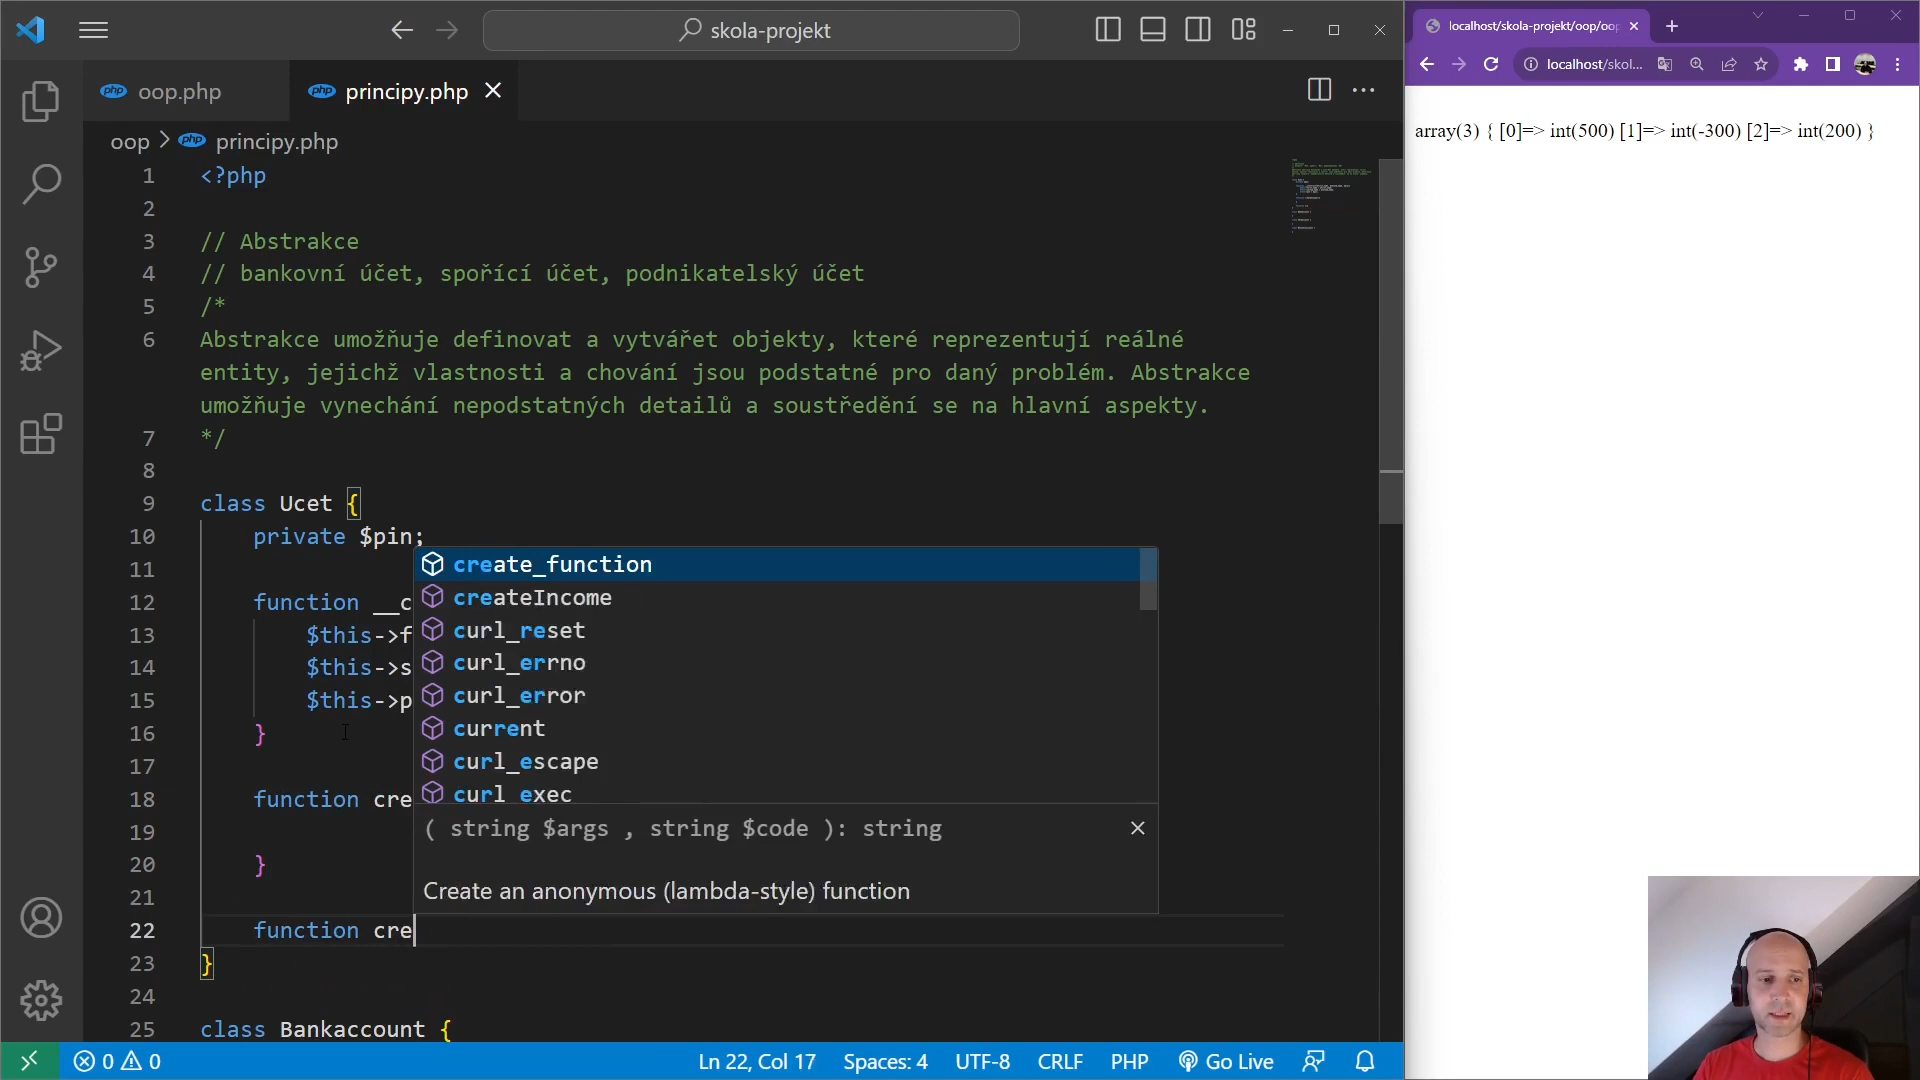 skola-projekt
oop.php
principy.php
oop > principy.php
1 <?php
2
3 // Abstrakce
4 // bankovní účet, spořící účet, podnikatelský účet
5 /*
6 Abstrakce umožňuje definovat a vytvářet objekty, které reprezentují reálné
entity, jejichž vlastnosti a chování jsou podstatné pro daný problém. Abstrakce
umožňuje vynechání nepodstatných detailů a soustředění se na hlavní aspekty.
7 */
8
9 class Ucet {
10 private $pin;
11
12 function __c
13 $this->f
14 $this->s
15 $this->p
16 }
17
18 function cre
19
20 }
21
22 function cre
23 }
24
25 class Bankaccount {
create_function
createIncome
curl_reset
curl_errno
curl_error
current
curl_escape
curl_exec
( string $args , string $code ): string
Create an anonymous (lambda-style) function
0 0
Ln 22, Col 17
Spaces: 4
UTF-8
CRLF
PHP
Go Live
localhost/skola-projekt/oop/oop
localhost/skol...
array(3) { [0]=> int(500) [1]=> int(-300) [2]=> int(200) }